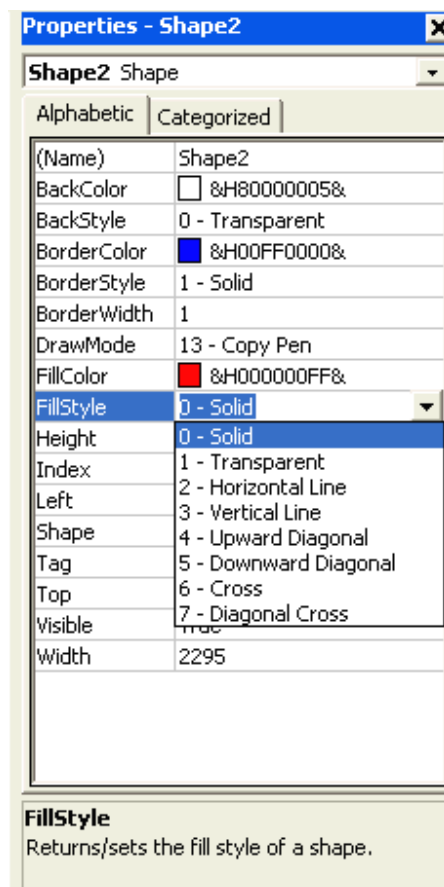 Properties - Shape2
Shape2 Shape
Alphabetic Categorized
(Name) Shape2
BackColor &H80000005&
BackStyle 0 - Transparent
BorderColor &H00FF0000&
BorderStyle 1 - Solid
BorderWidth 1
DrawMode 13 - Copy Pen
FillColor &H000000FF&
FillStyle 0 - Solid
Height 0 - Solid
Index 1 - Transparent
2 - Horizontal Line
Left 3 - Vertical Line
Shape 4 - Upward Diagonal
Tag 5 - Downward Diagonal
Top 6 - Cross
7 - Diagonal Cross
Visible True
Width 2295
FillStyle
Returns/sets the fill style of a shape.